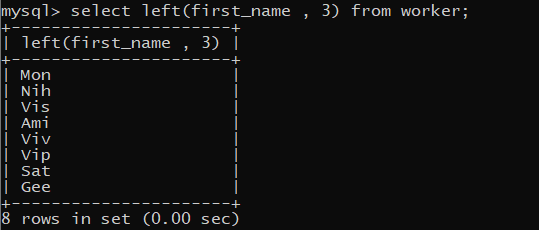 mysql> select left(first_name , 3) from worker;
+----------------------+
| left(first_name , 3) |
+----------------------+
| Mon                  |
| Nih                  |
| Vis                  |
| Ami                  |
| Viv                  |
| Vip                  |
| Sat                  |
| Gee                  |
+----------------------+
8 rows in set (0.00 sec)